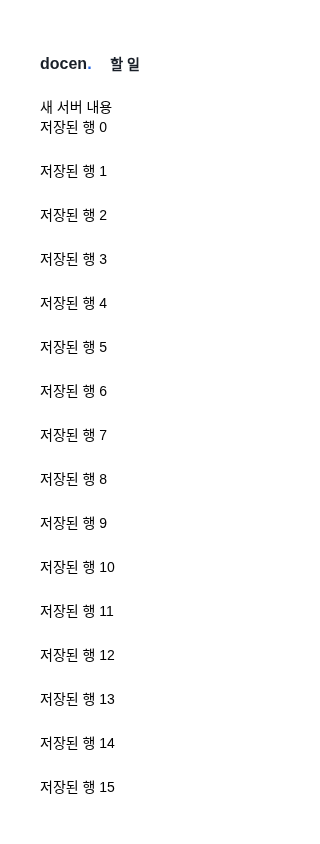 docen. 할 일
새 서버 내용
저장된 행 0
저장된 행 1
저장된 행 2
저장된 행 3
저장된 행 4
저장된 행 5
저장된 행 6
저장된 행 7
저장된 행 8
저장된 행 9
저장된 행 10
저장된 행 11
저장된 행 12
저장된 행 13
저장된 행 14
저장된 행 15